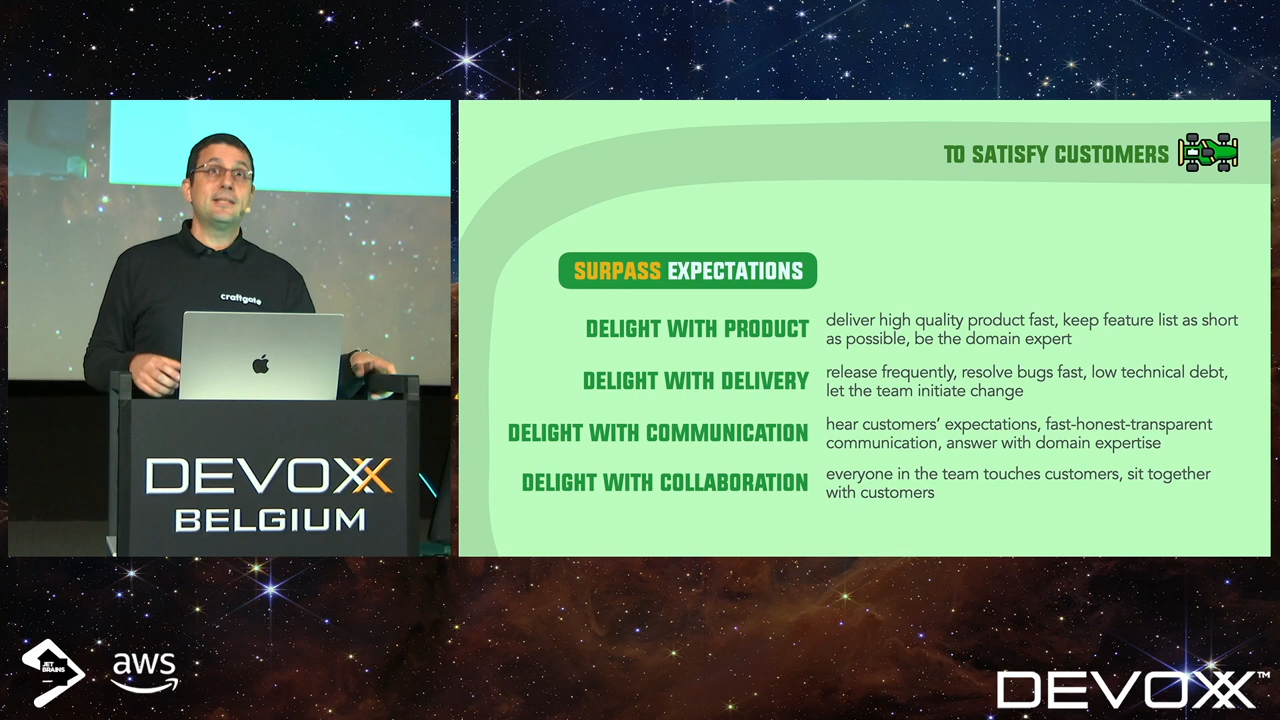 craftgate
DEVOXX
BELGIUM
TO SATISFY CUSTOMERS
SURPASS EXPECTATIONS
DELIGHT WITH PRODUCT
deliver high quality product fast, keep feature list as short
as possible, be the domain expert
DELIGHT WITH DELIVERY
release frequently, resolve bugs fast, low technical debt,
let the team initiate change
DELIGHT WITH COMMUNICATION
hear customers’ expectations, fast-honest-transparent
communication, answer with domain expertise
DELIGHT WITH COLLABORATION
everyone in the team touches customers, sit together
with customers
JET
BRAINS
aws
DEVOXX™